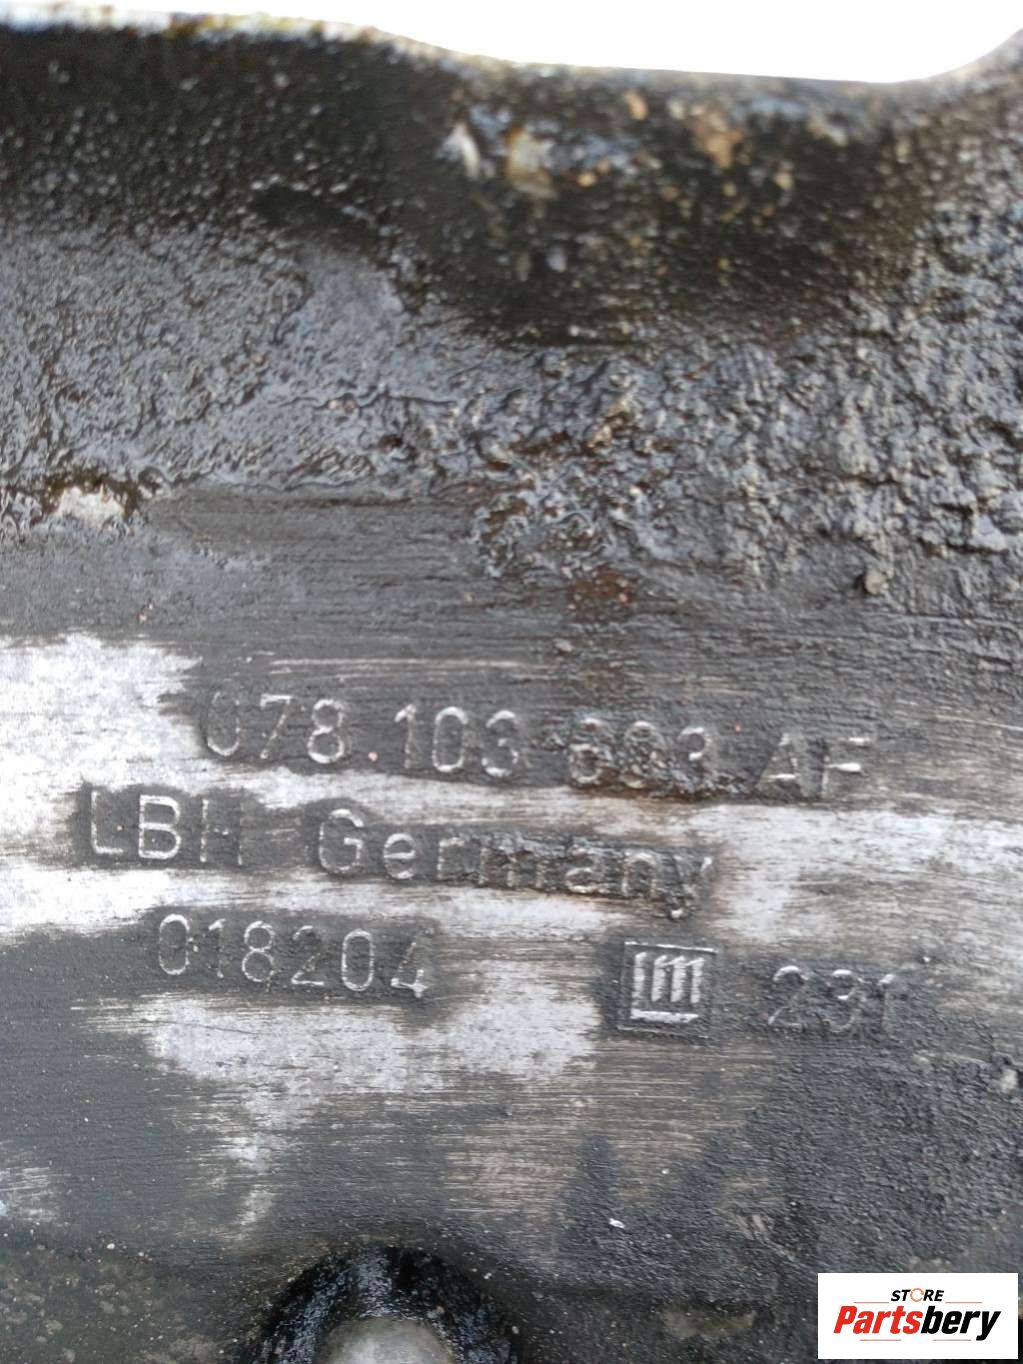 078 103 603 AF
LBH Germany
018204 231
STORE
Partsbery